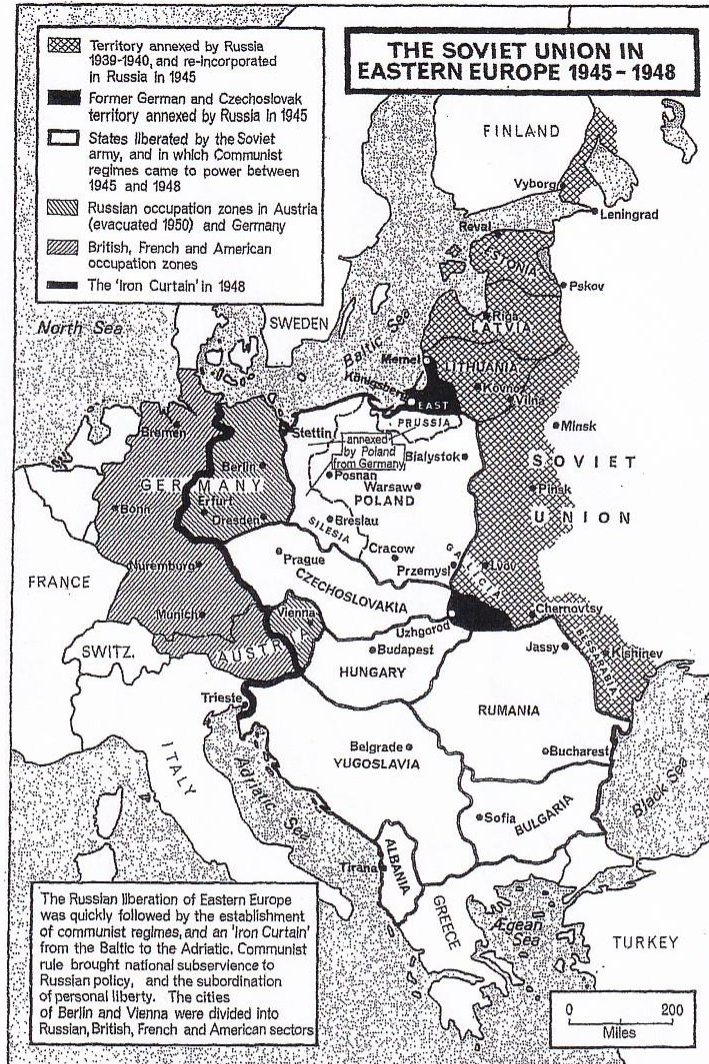 Territory annexed by Russia
1939-1940, and re-incorporated
in Russia in 1945
Former German and Czechoslovak
territory annexed by Russia in 1945
States liberated by the Soviet
army, and in which Communist
regimes came to power between
1945 and 1948
Russian occupation zones in Austria
(evacuated 1950) and Germany
British, French and American
occupation zones
The 'Iron Curtain' in 1948
THE SOVIET UNION IN
EASTERN EUROPE 1945-1948
FINLAND
Vyborg
Leningrad
Reval
ESTONIA
Pskov
North Sea
SWEDEN
Baltic Sea
Riga
LATVIA
Memel
LITHUANIA
Königsberg
Kovno
Vilna
EAST
PRUSSIA
Minsk
Bremen
Stettin
annexed
by Poland
from Germany
Bialystok
SOVIET
UNION
Berlin
GERMANY
Posnan
Warsaw
POLAND
Pinsk
Bonn
Erfurt
Dresden
Breslau
SILESIA
Cracow
Przemysl
GALICIA
Lvov
Prague
CZECHOSLOVAKIA
Nuremburg
FRANCE
Munich
Vienna
AUSTRIA
Uzhgorod
Chernovtsy
BESSARABIA
Kishinev
Jassy
SWITZ.
Budapest
HUNGARY
Trieste
RUMANIA
ITALY
Belgrade
YUGOSLAVIA
Bucharest
Black Sea
Adriatic Sea
Sofia
BULGARIA
ALBANIA
Tirana
GREECE
Ægean
Sea
TURKEY
The Russian liberation of Eastern Europe
was quickly followed by the establishment
of communist regimes, and an 'Iron Curtain'
from the Baltic to the Adriatic. Communist
rule brought national subservience to
Russian policy, and the subordination
of personal liberty. The cities
of Berlin and Vienna were divided into
Russian, British, French and American sectors
0 200
Miles